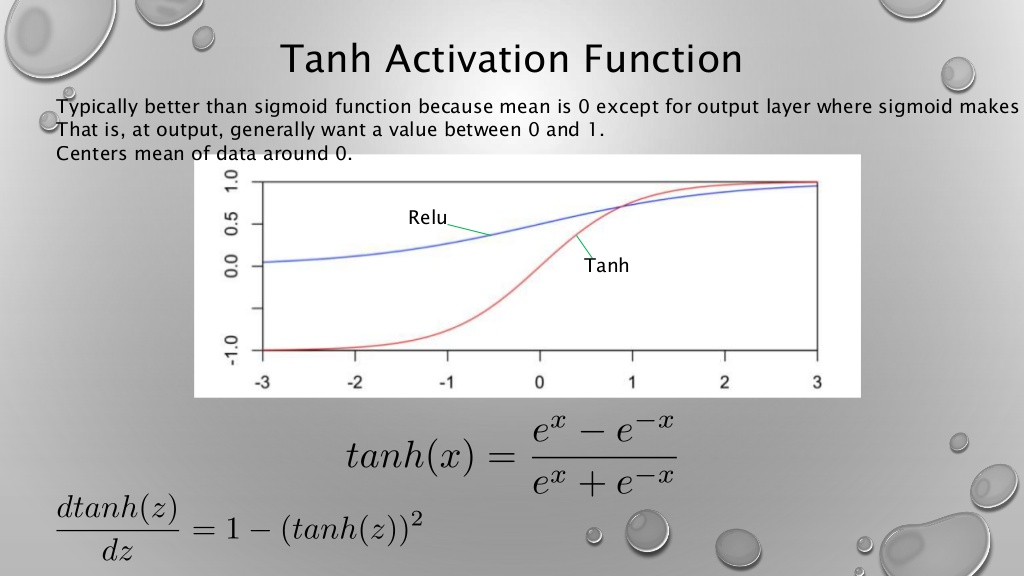 Tanh Activation Function
Typically better than sigmoid function because mean is 0 except for output layer where sigmoid makes
That is, at output, generally want a value between 0 and 1.
Centers mean of data around 0.
1.0
0.5
0.0
-1.0
Relu
Tanh
-3 -2 -1 0 1 2 3
tanh(x) = \frac{e^x - e^{-x}}{e^x + e^{-x}}
\frac{dtanh(z)}{dz} = 1 - (tanh(z))^2